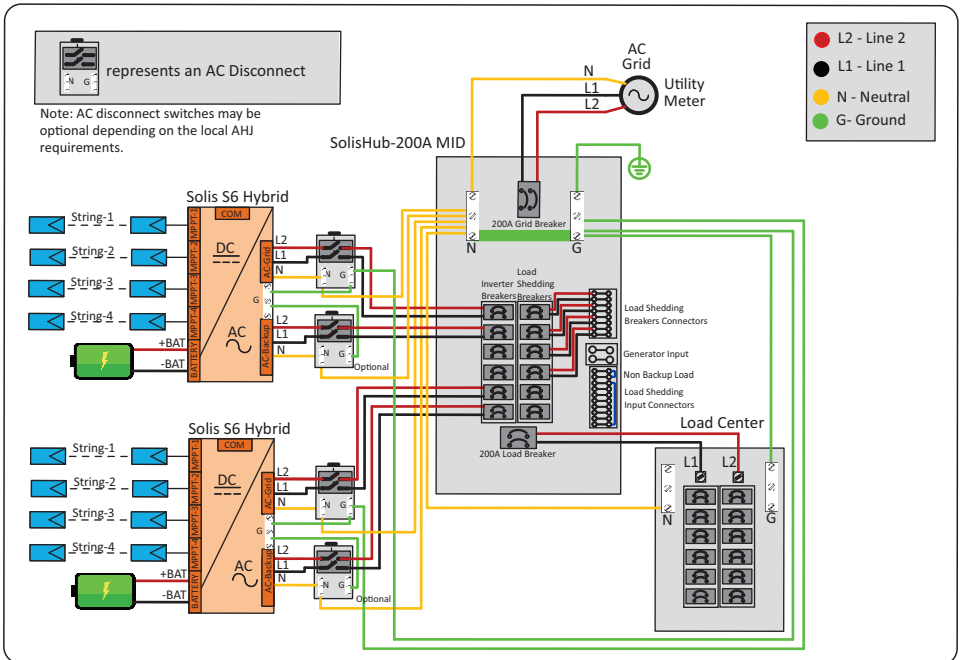 N G
represents an AC Disconnect
Note: AC disconnect switches may be
optional depending on the local AHJ
requirements.
AC
Grid
N
L1
L2
Utility
Meter
L2 - Line 2
L1 - Line 1
N - Neutral
G- Ground
SolisHub-200A MID
200A Grid Breaker
N
G
Solis S6 Hybrid
COM
String-1
String-2
String-3
String-4
MPPT-1
MPPT-2
MPPT-3
MPPT-4
BATTERY
+BAT
-BAT
DC
AC
AC-Grid
G
AC-Backup
L2
L1
N
N G
L2
L1
N
N G
Optional
Inverter
Breakers
Load
Shedding
Breakers
Load Shedding
Breakers Connectors
Generator Input
Non Backup Load
Load Shedding
Input Connectors
200A Load Breaker
Load Center
L1
L2
N
G
Solis S6 Hybrid
COM
String-1
String-2
String-3
String-4
MPPT-1
MPPT-2
MPPT-3
MPPT-4
BATTERY
+BAT
-BAT
DC
AC
AC-Grid
G
AC-Backup
L2
L1
N
N G
L2
L1
N
N G
Optional